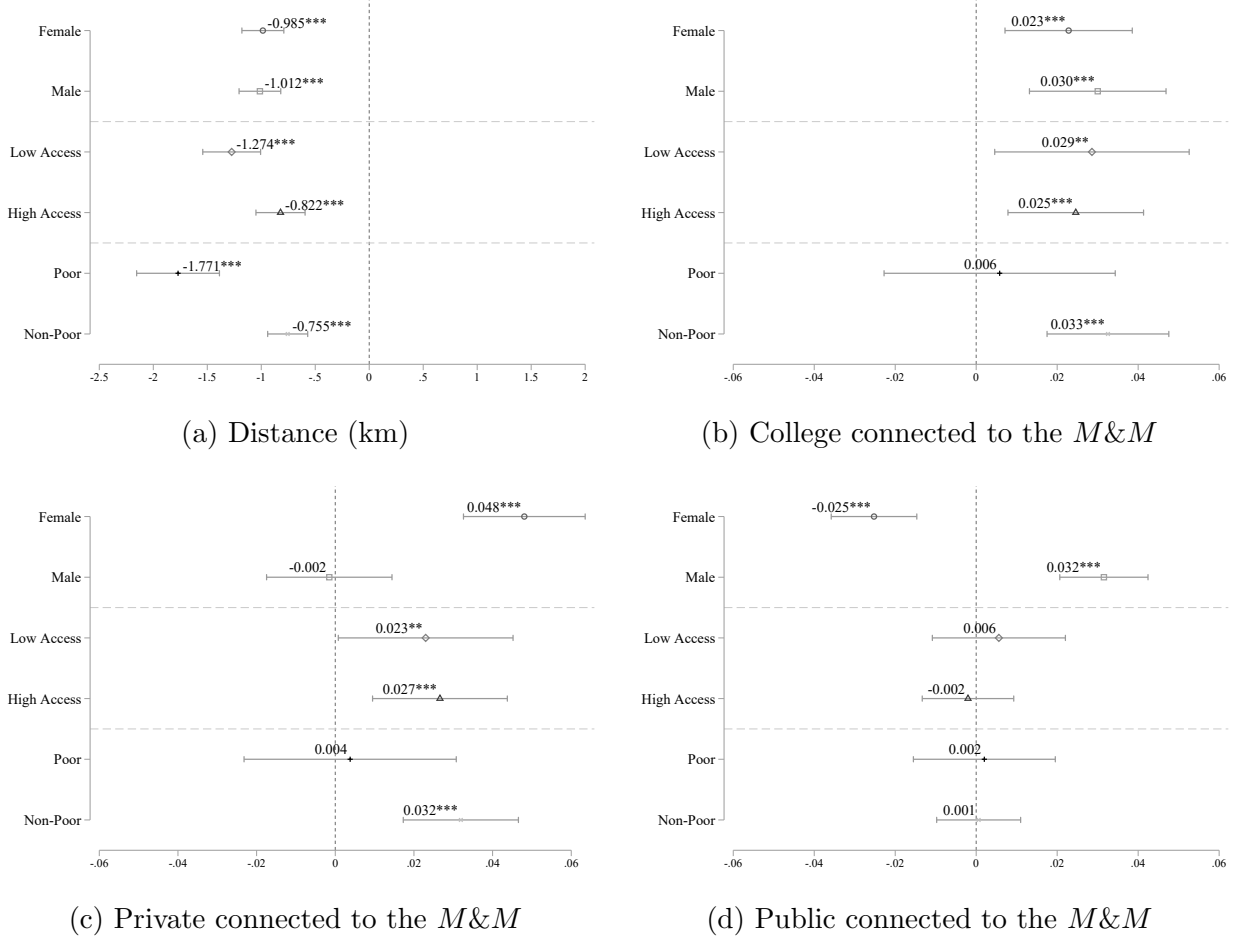 Female
-0.985***
Male
-1.012***
Low Access
-1.274***
High Access
-0.822***
Poor
-1.771***
Non-Poor
-0.755***
-2.5 -2 -1.5 -1 -.5 0 .5 1 1.5 2
(a) Distance (km)
Female
0.023***
Male
0.030***
Low Access
0.029**
High Access
0.025***
Poor
0.006
Non-Poor
0.033***
-.06 -.04 -.02 0 .02 .04 .06
(b) College connected to the M&M
Female
0.048***
Male
-0.002
Low Access
0.023**
High Access
0.027***
Poor
0.004
Non-Poor
0.032***
-.06 -.04 -.02 0 .02 .04 .06
(c) Private connected to the M&M
Female
-0.025***
Male
0.032***
Low Access
0.006
High Access
-0.002
Poor
0.002
Non-Poor
0.001
-.06 -.04 -.02 0 .02 .04 .06
(d) Public connected to the M&M